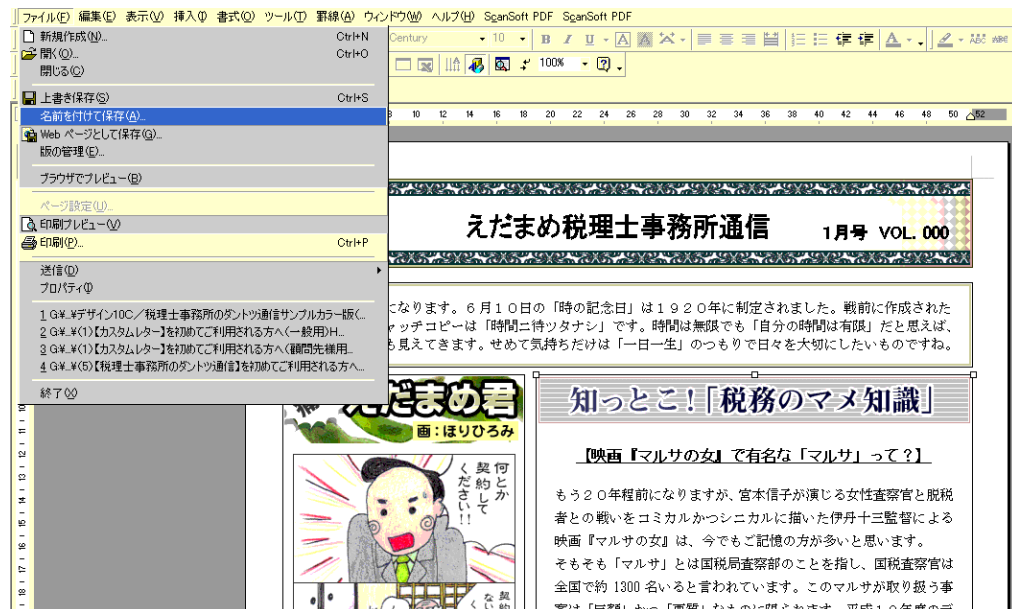 ファイル(F) 編集(E) 表示(V) 挿入(I) 書式(O) ツール(T) 罫線(A) ウィンドウ(W) ヘルプ(H) ScanSoft PDF ScanSoft PDF
新規作成(N)... Ctrl+N
開く(O)... Ctrl+O
閉じる(C)
上書き保存(S) Ctrl+S
名前を付けて保存(A)...
Web ページとして保存(G)...
版の管理(E)...
ブラウザでプレビュー(B)
ページ設定(U)...
印刷プレビュー(V)
印刷(P)... Ctrl+P
送信(D)
プロパティ(I)
1 G:¥...¥デザイン10C／税理士事務所のダントツ通信サンプルカラー版(...
2 G:¥...¥(1)【カスタムレター】を初めてご利用される方へ(一般用)H...
3 G:¥...¥(1)【カスタムレター】を初めてご利用される方へ(顧問先様用...
4 G:¥...¥(5)【税理士事務所のダントツ通信】を初めてご利用される方へ...
終了(X)
Century 10 B I U A A A ABC ABC
100%
10 12 14 16 18 20 22 24 26 28 30 32 34 36 38 40 42 44 46 48 50 52
えだまめ税理士事務所通信 1月号 VOL. 000
になります。６月１０日の「時の記念日」は１９２０年に制定されました。戦前に作成された
ャッチコピーは「時間ニ待ツタナシ」です。時間は無限でも「自分の時間は有限」だと思えば、
も見えてきます。せめて気持ちだけは「一日一生」のつもりで日々を大切にしたいものですね。
えだまめ君
画：ほりひろみ
何とか
契約して
ください!!
知っとこ！「税務のマメ知識」
【映画『マルサの女』で有名な「マルサ」って？】
もう２０年程前になりますが、宮本信子が演じる女性査察官と脱税
者との戦いをコミカルかつシニカルに描いた伊丹十三監督による
映画『マルサの女』は、今でもご記憶の方が多いと思います。
そもそも「マルサ」とは国税局査察部のことを指し、国税査察官は
全国で約 1300 名いると言われています。このマルサが取り扱う事